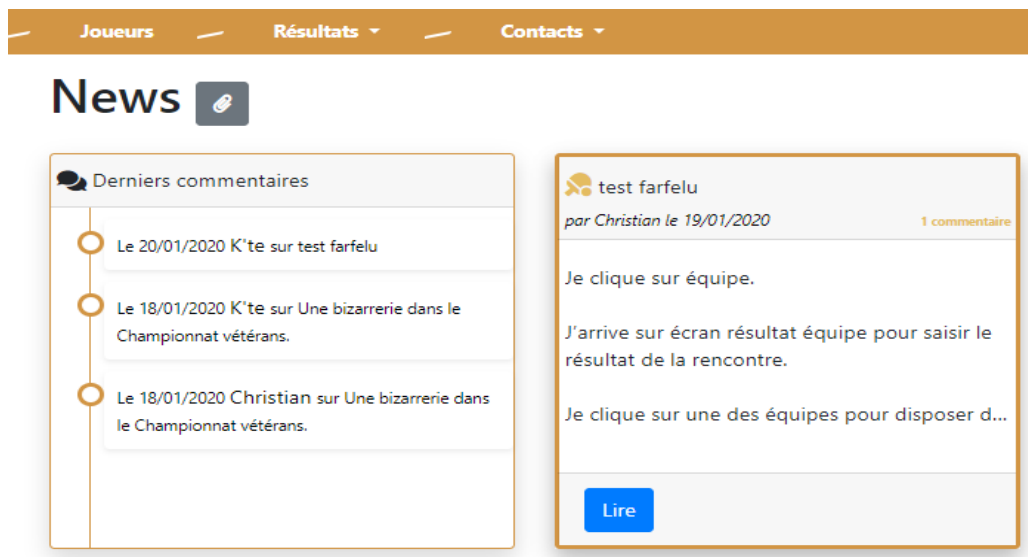 Joueurs Résultats Contacts
News
Derniers commentaires
Le 20/01/2020 K'te sur test farfelu
Le 18/01/2020 K'te sur Une bizarrerie dans le
Championnat vétérans.
Le 18/01/2020 Christian sur Une bizarrerie dans
le Championnat vétérans.
test farfelu
par Christian le 19/01/2020 1 commentaire
Je clique sur équipe.
J'arrive sur écran résultat équipe pour saisir le
résultat de la rencontre.
Je clique sur une des équipes pour disposer d...
Lire